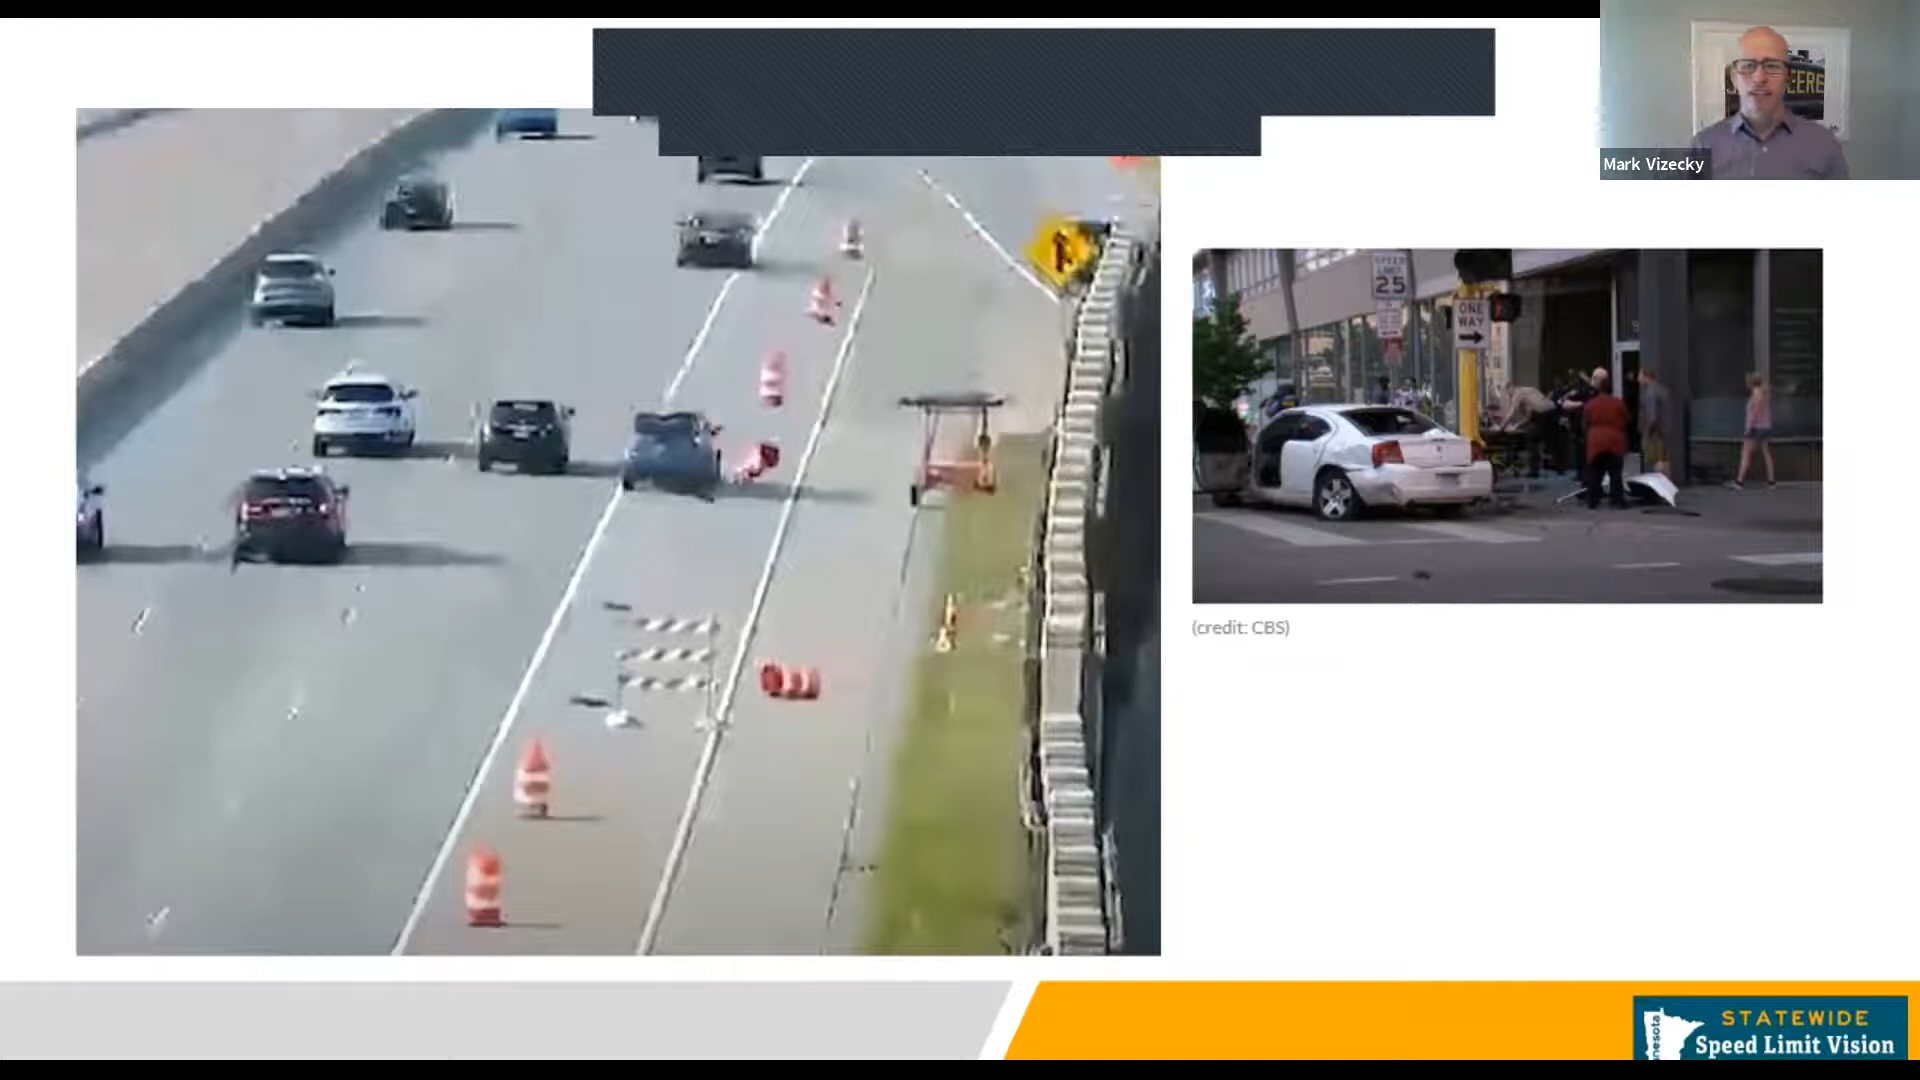 Mark Vizecky
SPEED
LIMIT
25
ONE
WAY
(credit: CBS)
STATEWIDE
Speed Limit Vision